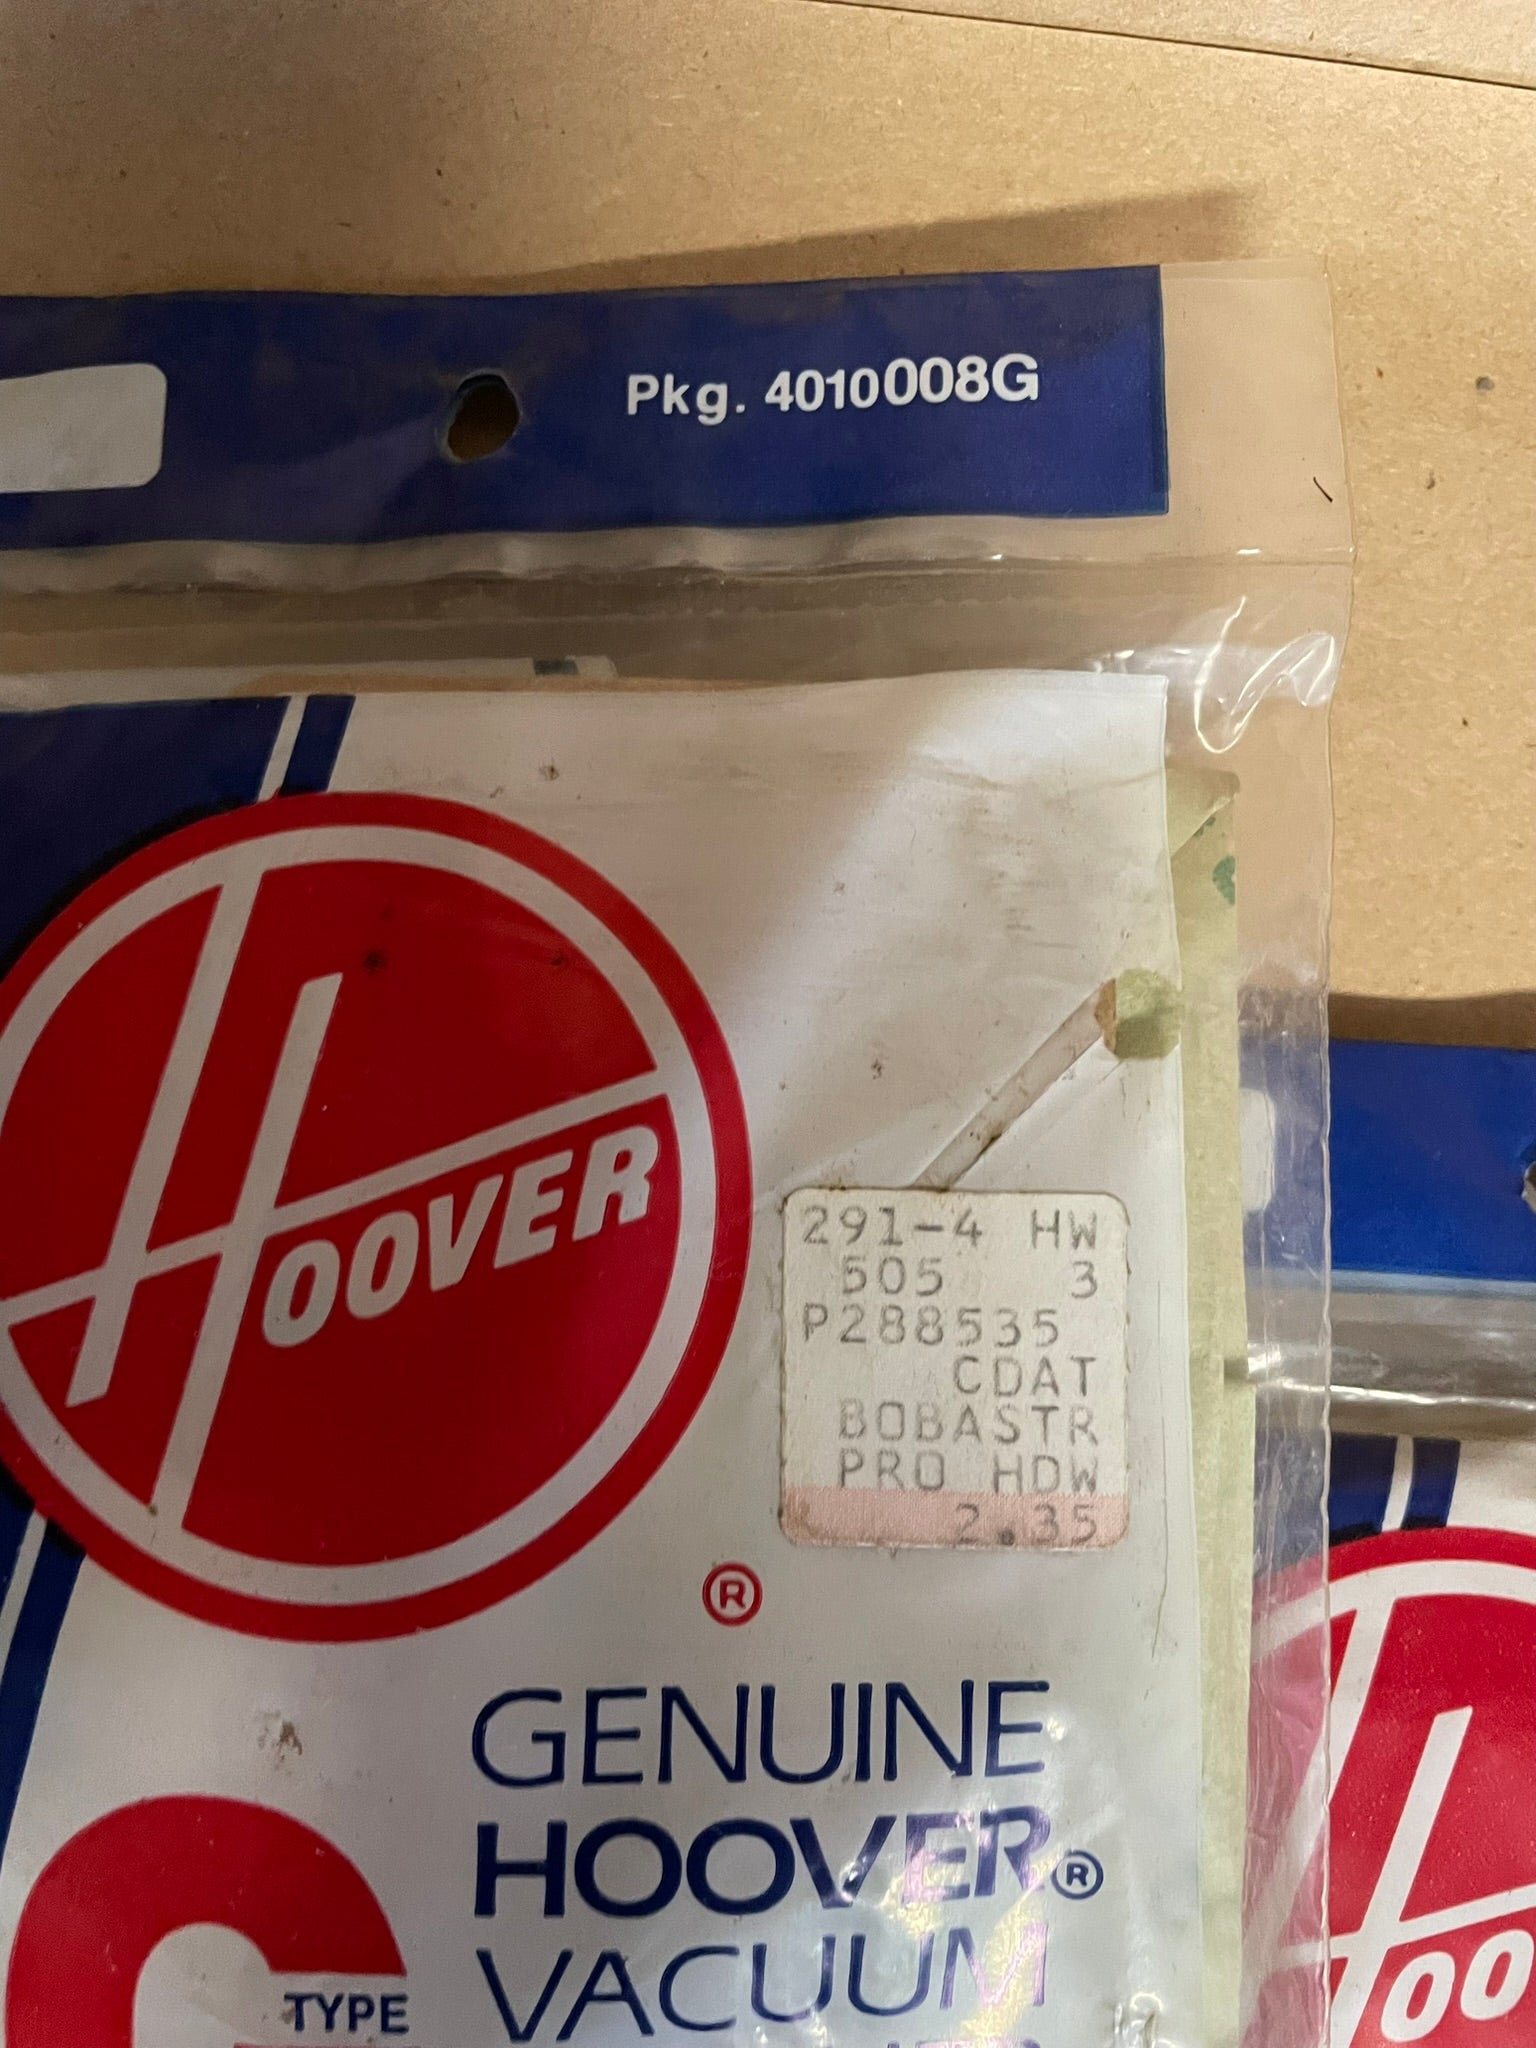 Pkg. 4010008G
HOOVER
291-4 HW
505 3
P288535
CDAT
BOBASTR
PRO HDW
2.35
®
GENUINE
HOOVER®
VACUUM
TYPE